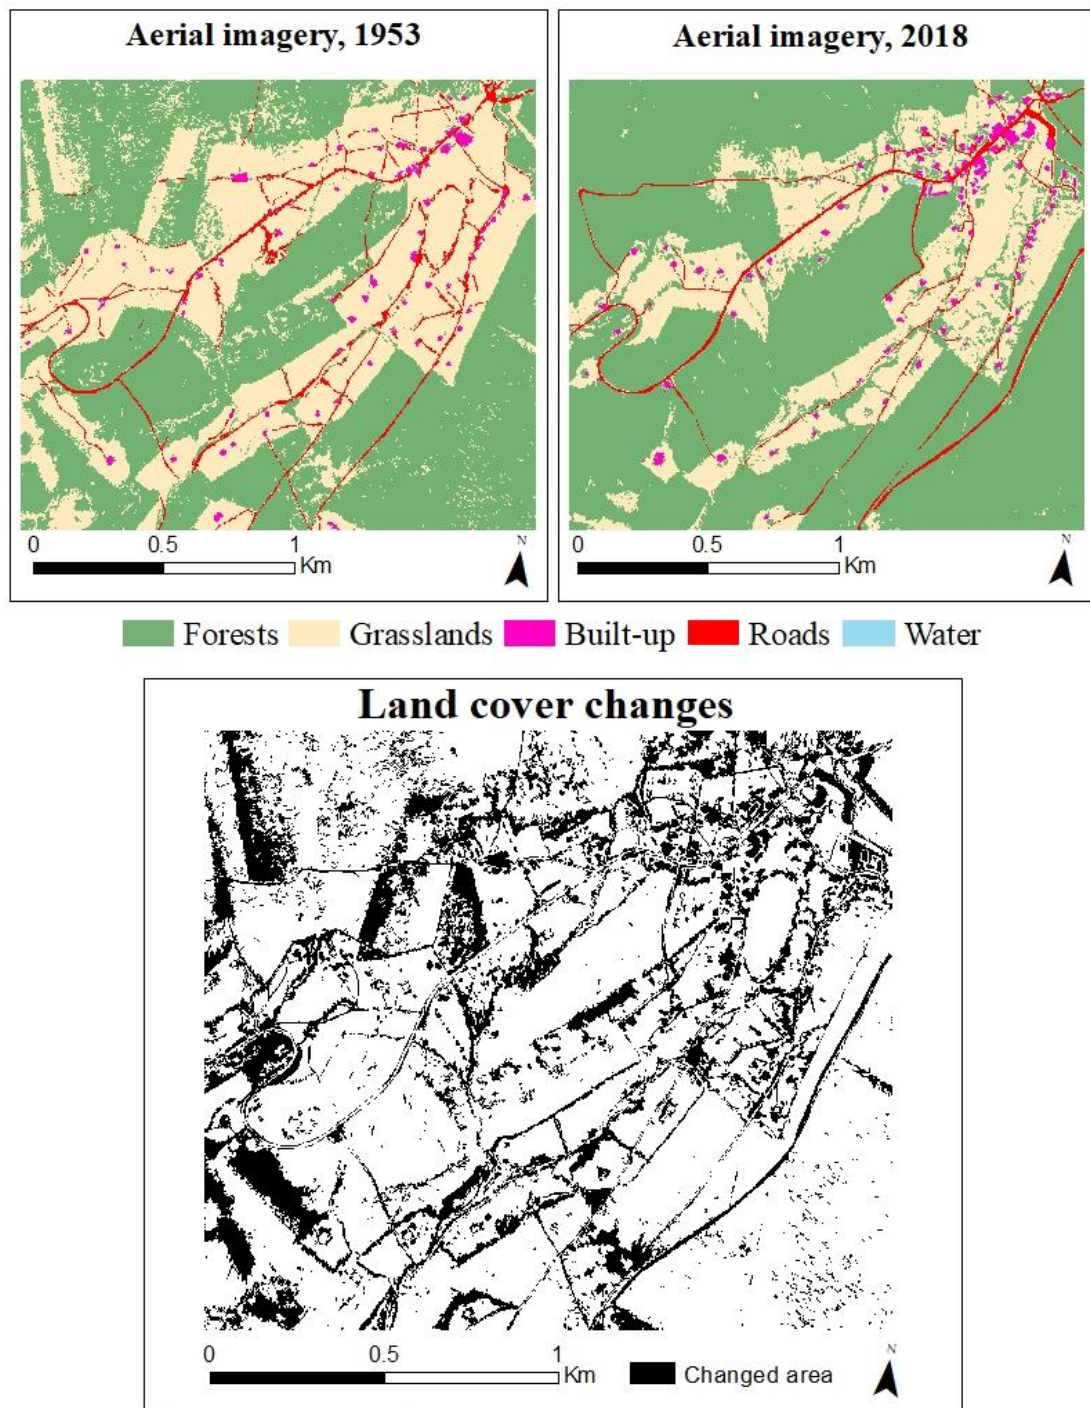 Aerial imagery, 1953
Aerial imagery, 2018
0 0.5 1 Km
N
0 0.5 1 Km
N
Forests Grasslands Built-up Roads Water
Land cover changes
0 0.5 1 Km
Changed area
N